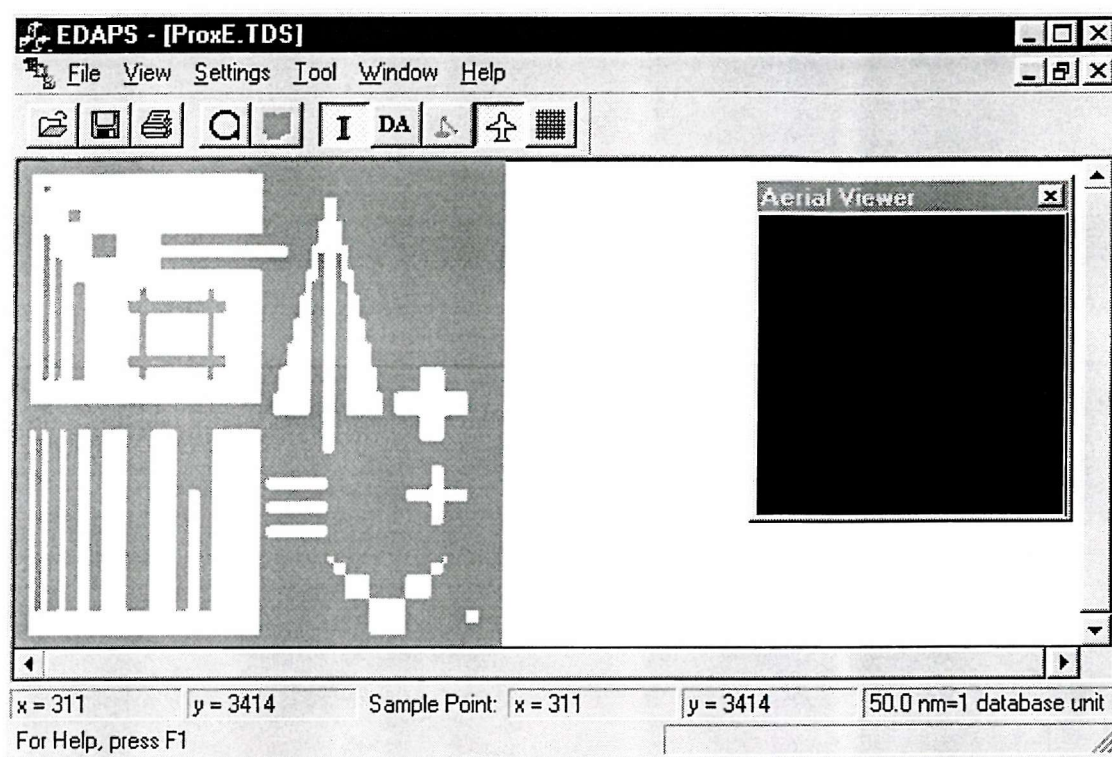 EDAPS - [ProxE.TDS]
File View Settings Tool Window Help
I DA
Aerial Viewer
x = 311 y = 3414 Sample Point: x = 311 y = 3414 50.0 nm=1 database unit
For Help, press F1